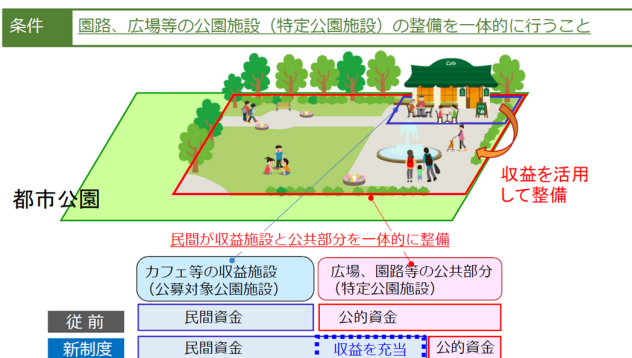 条件 園路、広場等の公園施設（特定公園施設）の整備を一体的に行うこと
Cafe
収益を活用
して整備
都市公園
民間が収益施設と公共部分を一体的に整備
カフェ等の収益施設
（公募対象公園施設）
広場、園路等の公共部分
（特定公園施設）
従前 民間資金 公的資金
新制度 民間資金 収益を充当 公的資金